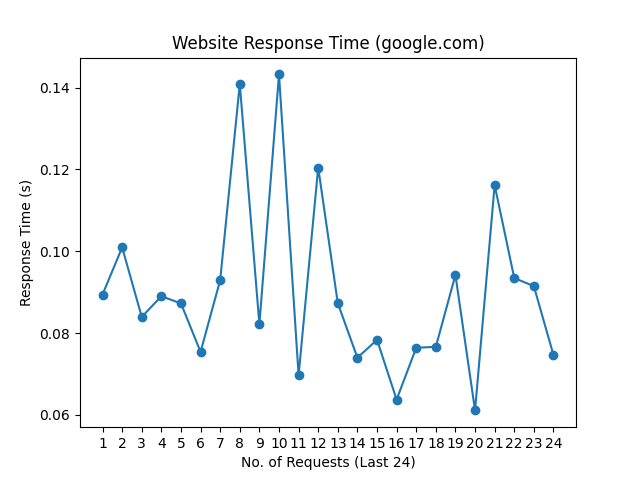 Website Response Time (google.com)
0.14
0.12
0.10
0.08
0.06
Response Time (s)
1 2 3 4 5 6 7 8 9 10 11 12 13 14 15 16 17 18 19 20 21 22 23 24
No. of Requests (Last 24)